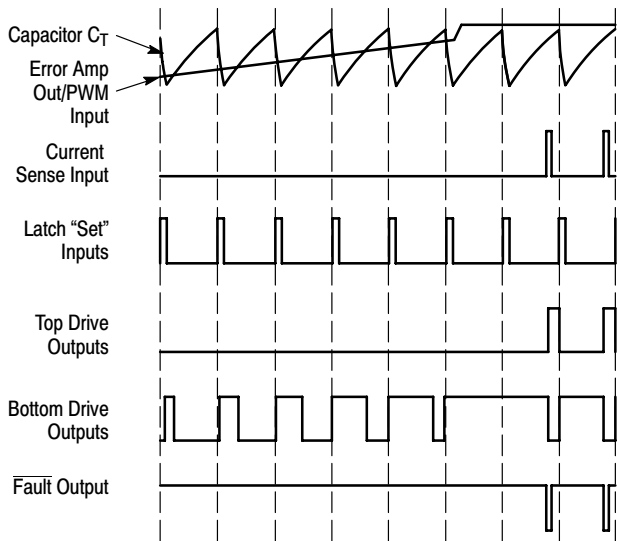 Capacitor CT
Error Amp
Out/PWM
Input
Current
Sense Input
Latch “Set”
Inputs
Top Drive
Outputs
Bottom Drive
Outputs
Fault Output